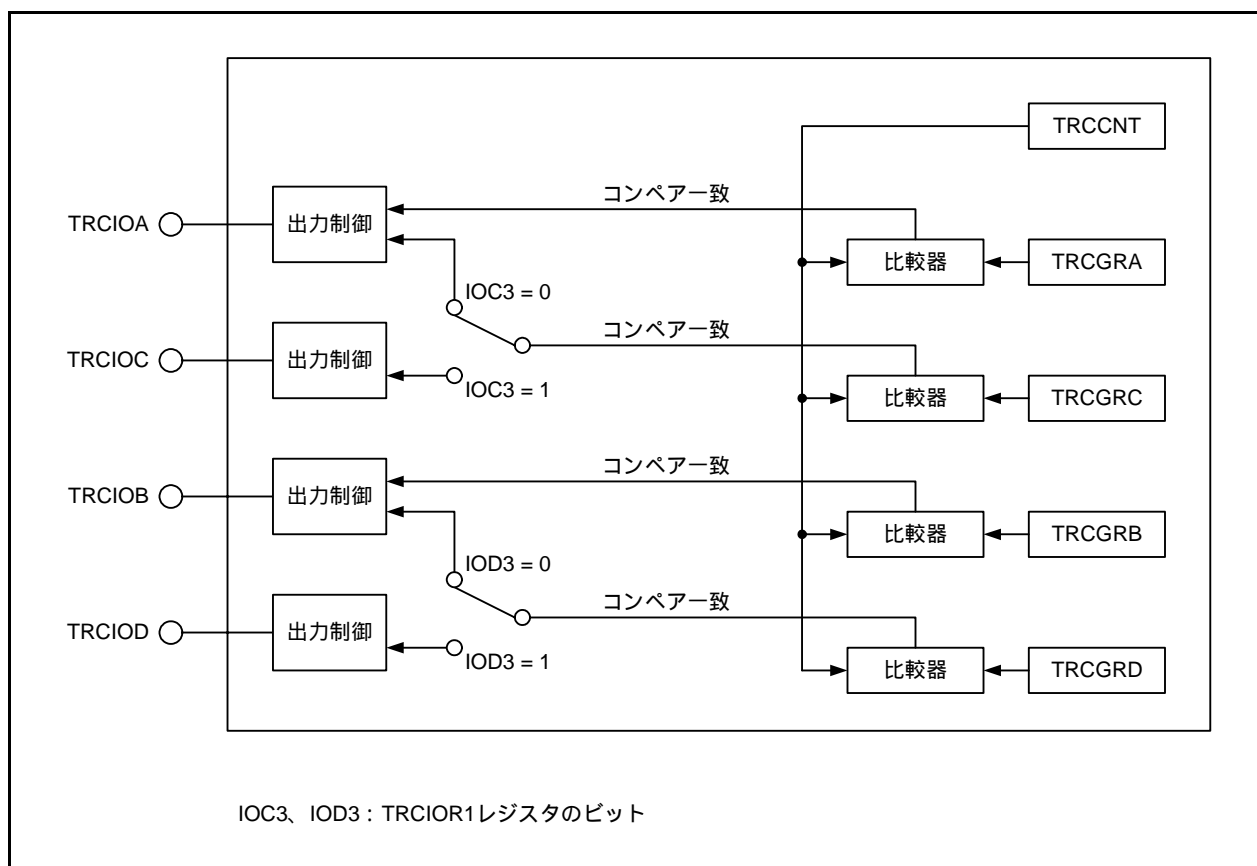 TRCCNT
コンペア一致
TRCIOA
出力制御
比較器
TRCGRA
IOC3 = 0
コンペア一致
TRCIOC
出力制御
IOC3 = 1
比較器
TRCGRC
コンペア一致
TRCIOB
出力制御
比較器
TRCGRB
IOD3 = 0
コンペア一致
TRCIOD
出力制御
IOD3 = 1
比較器
TRCGRD
IOC3、IOD3：TRCIOR1レジスタのビット